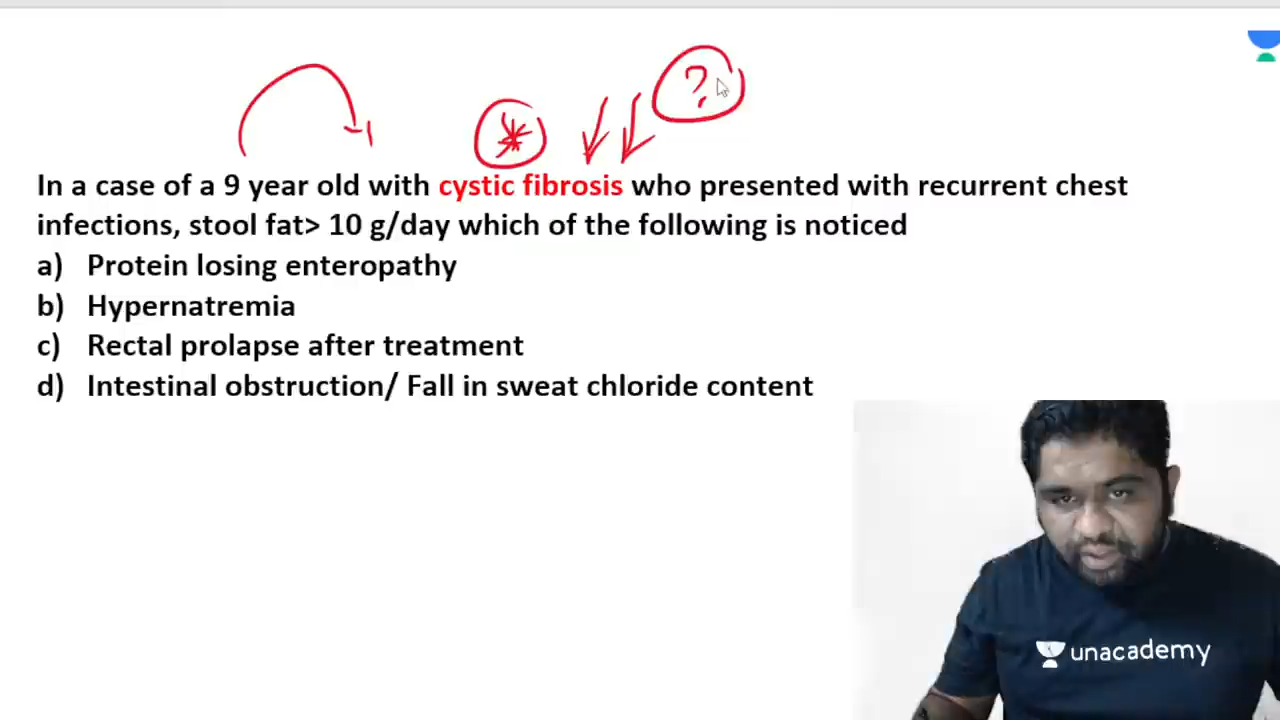 ?
*
In a case of a 9 year old with cystic fibrosis who presented with recurrent chest
infections, stool fat> 10 g/day which of the following is noticed
a) Protein losing enteropathy
b) Hypernatremia
c) Rectal prolapse after treatment
d) Intestinal obstruction/ Fall in sweat chloride content
unacademy